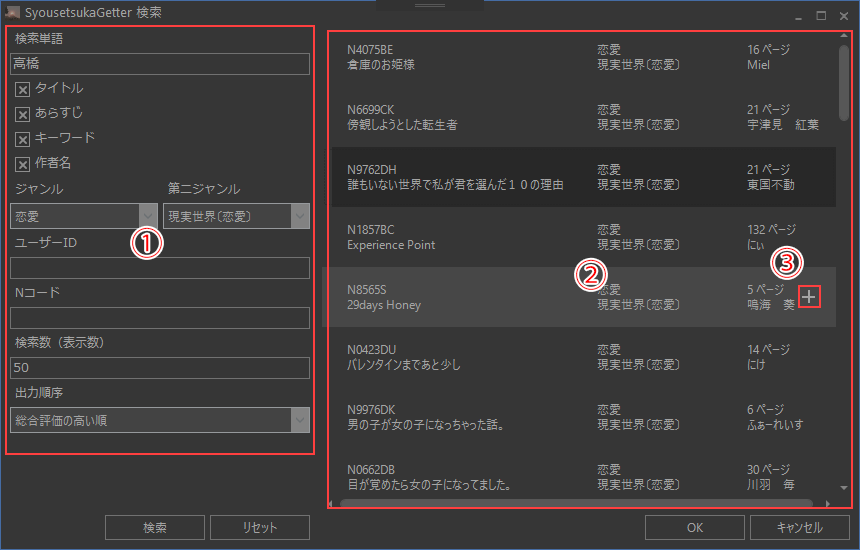 SyousetsukaGetter 検索
検索単語
高橋
タイトル
あらすじ
キーワード
作者名
ジャンル 第二ジャンル
恋愛 現実世界〔恋愛〕
①
ユーザーID
Nコード
検索数（表示数）
50
出力順序
総合評価の高い順
検索 リセット
N4075BE 恋愛 16 ページ
倉庫のお姫様 現実世界〔恋愛〕 Miel
N6699CK 恋愛 21 ページ
傍観しようとした転生者 現実世界〔恋愛〕 宇津見　紅葉
N9762DH 恋愛 21 ページ
誰もいない世界で私が君を選んだ１０の理由 現実世界〔恋愛〕 東国不動
N1857BC 恋愛 132 ページ
Experience Point 現実世界〔恋愛〕 にぃ
② ③
N8565S 恋愛 5 ページ
29days Honey 現実世界〔恋愛〕 鳴海　葵
N0423DU 恋愛 14 ページ
バレンタインまであと少し 現実世界〔恋愛〕 にけ
N9976DK 恋愛 6 ページ
男の子が女の子になっちゃった話。 現実世界〔恋愛〕 ふぁーれいす
N0662DB 恋愛 30 ページ
目が覚めたら女の子になってました。 現実世界〔恋愛〕 川羽　毎
OK キャンセル